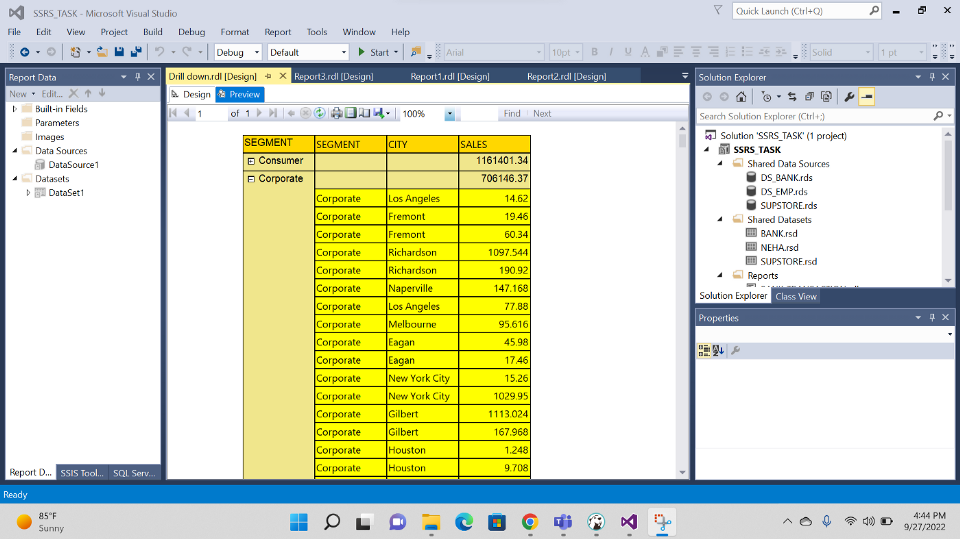 SSRS_TASK - Microsoft Visual Studio
Quick Launch (Ctrl+Q)
File Edit View Project Build Debug Format Report Tools Window Help
Debug Default Start Arial 10pt B I U A Solid 1 pt
Report Data
New Edit...
Built-in Fields
Parameters
Images
Data Sources
DataSource1
Datasets
DataSet1
Report D... SSIS Tool... SQL Serv...
Drill down.rdl [Design] Report3.rdl [Design] Report1.rdl [Design] Report2.rdl [Design]
Design Preview
1 of 1 100% Find Next
SEGMENT SEGMENT CITY SALES
Consumer 1161401.34
Corporate 706146.37
Corporate Los Angeles 14.62
Corporate Fremont 19.46
Corporate Fremont 60.34
Corporate Richardson 1097.544
Corporate Richardson 190.92
Corporate Naperville 147.168
Corporate Los Angeles 77.88
Corporate Melbourne 95.616
Corporate Eagan 45.98
Corporate Eagan 17.46
Corporate New York City 15.26
Corporate New York City 1029.95
Corporate Gilbert 1113.024
Corporate Gilbert 167.968
Corporate Houston 1.248
Corporate Houston 9.708
Solution Explorer
Search Solution Explorer (Ctrl+;)
Solution 'SSRS_TASK' (1 project)
SSRS_TASK
Shared Data Sources
DS_BANK.rds
DS_EMP.rds
SUPSTORE.rds
Shared Datasets
BANK.rsd
NEHA.rsd
SUPSTORE.rsd
Reports
Solution Explorer Class View
Properties
Ready
85°F
Sunny
4:44 PM
9/27/2022